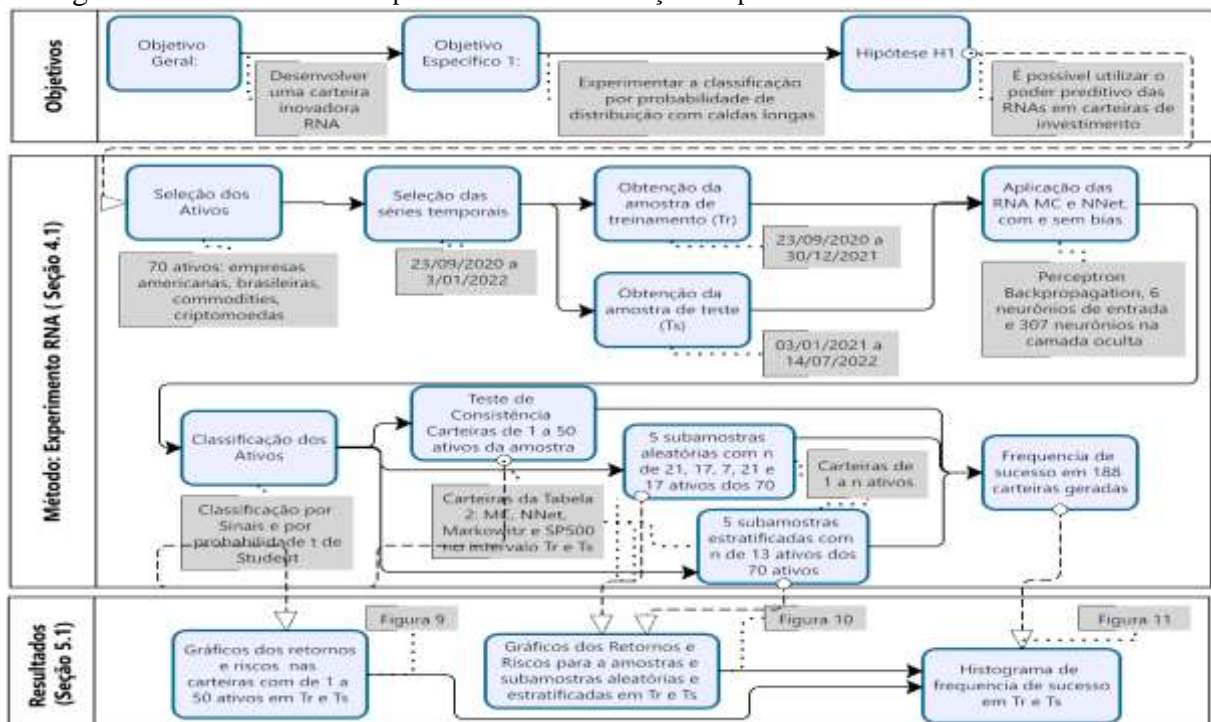 Objetivos
Objetivo
Geral:
Desenvolver
uma carteira
inovadora
RNA
Objetivo
Específico 1:
Experimentar a classificação
por probabilidade de
distribuição com caldas longas
Hipótese H1
É possível utilizar o
poder preditivo das
RNAs em carteiras de
investimento
Método: Experimento RNA ( Seção 4.1)
Seleção dos
Ativos
70 ativos: empresas
americanas, brasileiras,
commodities,
criptomoedas
Seleção das
séries temporais
23/09/2020 a
3/01/2022
Obtenção da
amostra de
treinamento (Tr)
23/09/2020 a
30/12/2021
Obtenção da
amostra de teste
(Ts)
03/01/2021 a
14/07/2022
Aplicação das
RNA MC e NNet,
com e sem bias
Perceptron
Backpropagation, 6
neurônios de entrada
e 307 neurônios na
camada oculta
Classificação dos
Ativos
Classificação por
Sinais e por
probabilidade t de
Student
Teste de
Consistência
Carteiras de 1 a 50
ativos da amostra
Carteiras da Tabela
2: MC, NNet,
Markowitz e SP500
no intervalo Tr e Ts
5 subamostras
aleatórias com n
de 21, 17, 7, 21 e
17 ativos dos 70
Carteiras de
1 a n ativos
5 subamostras
estratificadas com
n de 13 ativos dos
70 ativos
Frequencia de
sucesso em 188
carteiras geradas
Resultados
(Seção 5.1)
Gráficos dos retornos
e riscos nas
carteiras com de 1 a
50 ativos em Tr e Ts
Figura 9
Gráficos dos Retornos e
Riscos para a amostras e
subamostras aleatórias e
estratificadas em Tr e Ts
Figura 10
Histograma de
frequencia de sucesso
em Tr e Ts
Figura 11